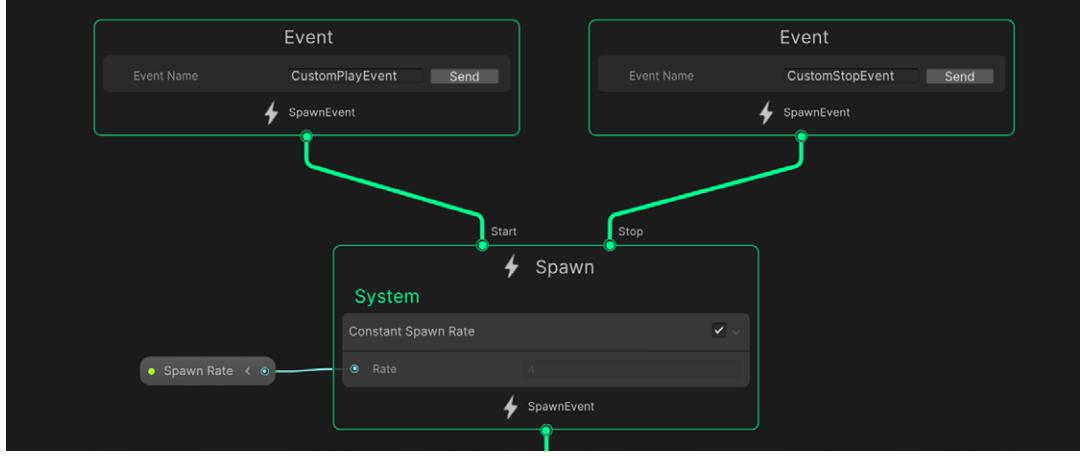 Event
Event Name CustomPlayEvent Send
SpawnEvent
Event
Event Name CustomStopEvent Send
SpawnEvent
Start
Stop
Spawn
System
Constant Spawn Rate
Spawn Rate
Rate 4
SpawnEvent